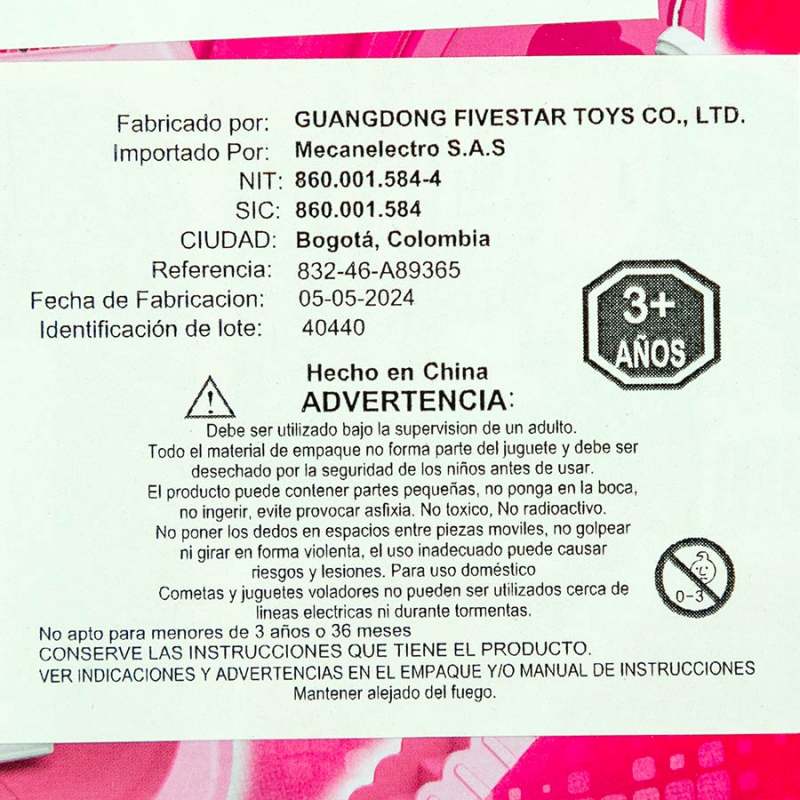 Fabricado por: GUANGDONG FIVESTAR TOYS CO., LTD.
Importado Por: Mecanelectro S.A.S
NIT: 860.001.584-4
SIC: 860.001.584
CIUDAD: Bogotá, Colombia
Referencia: 832-46-A89365
Fecha de Fabricacion: 05-05-2024
Identificación de lote: 40440
3+
AÑOS
Hecho en China
ADVERTENCIA:
Debe ser utilizado bajo la supervision de un adulto.
Todo el material de empaque no forma parte del juguete y debe ser
desechado por la seguridad de los niños antes de usar.
El producto puede contener partes pequeñas, no ponga en la boca,
no ingerir, evite provocar asfixia. No toxico, No radioactivo.
No poner los dedos en espacios entre piezas moviles, no golpear
ni girar en forma violenta, el uso inadecuado puede causar
riesgos y lesiones. Para uso doméstico
Cometas y juguetes voladores no pueden ser utilizados cerca de
lineas electricas ni durante tormentas.
0-3
No apto para menores de 3 años o 36 meses
CONSERVE LAS INSTRUCCIONES QUE TIENE EL PRODUCTO.
VER INDICACIONES Y ADVERTENCIAS EN EL EMPAQUE Y/O MANUAL DE INSTRUCCIONES
Mantener alejado del fuego.